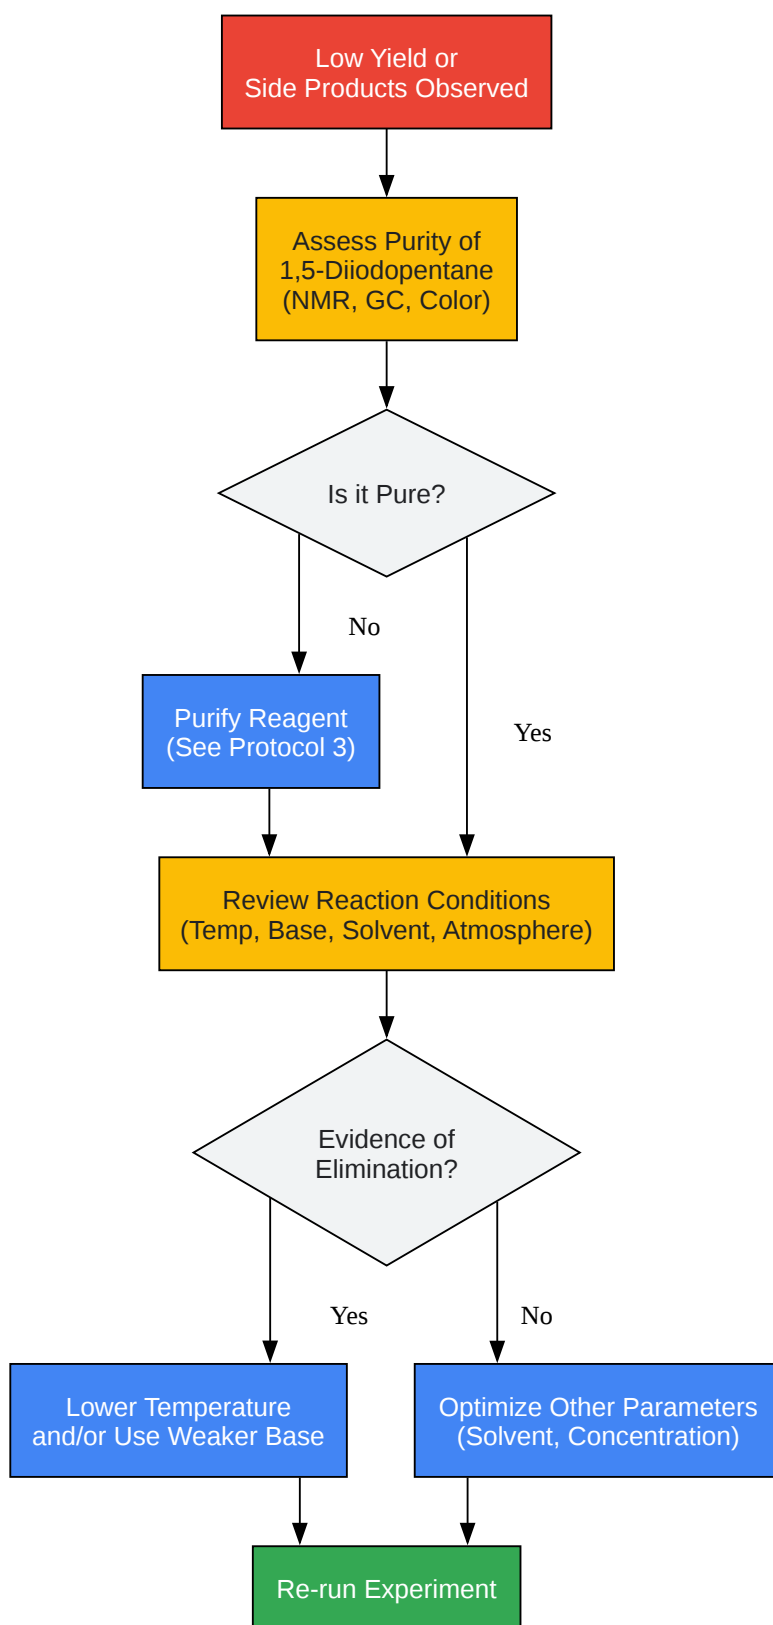 Low Yield or
Side Products Observed
Assess Purity of
1,5-Diiodopentane
(NMR, GC, Color)
Is it Pure?
No
Purify Reagent
(See Protocol 3)
Yes
Review Reaction Conditions
(Temp, Base, Solvent, Atmosphere)
Evidence of
Elimination?
Yes
No
Lower Temperature
and/or Use Weaker Base
Optimize Other Parameters
(Solvent, Concentration)
Re-run Experiment